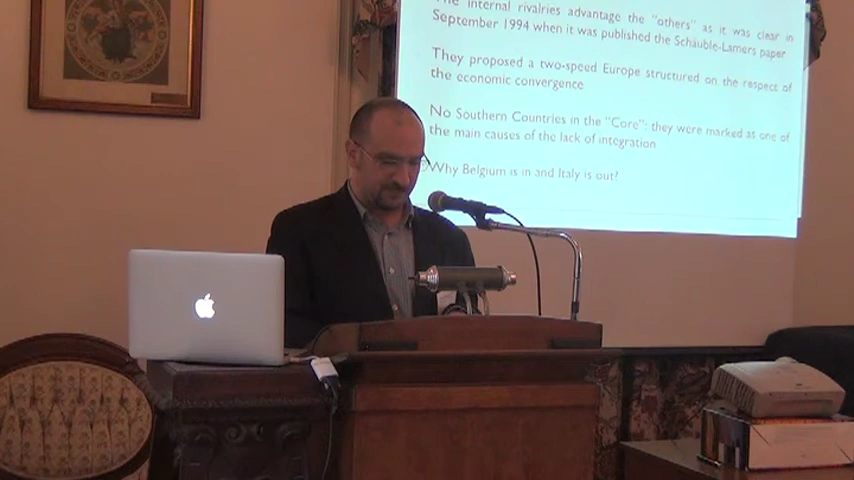 The internal rivalries advantage the "others" as it was clear in
September 1994 when it was published the Schäuble-Lamers paper
They proposed a two-speed Europe structured on the respect of
the economic convergence
No Southern Countries in the "Core": they were marked as one of
the main causes of the lack of integration
Why Belgium is in and Italy is out?